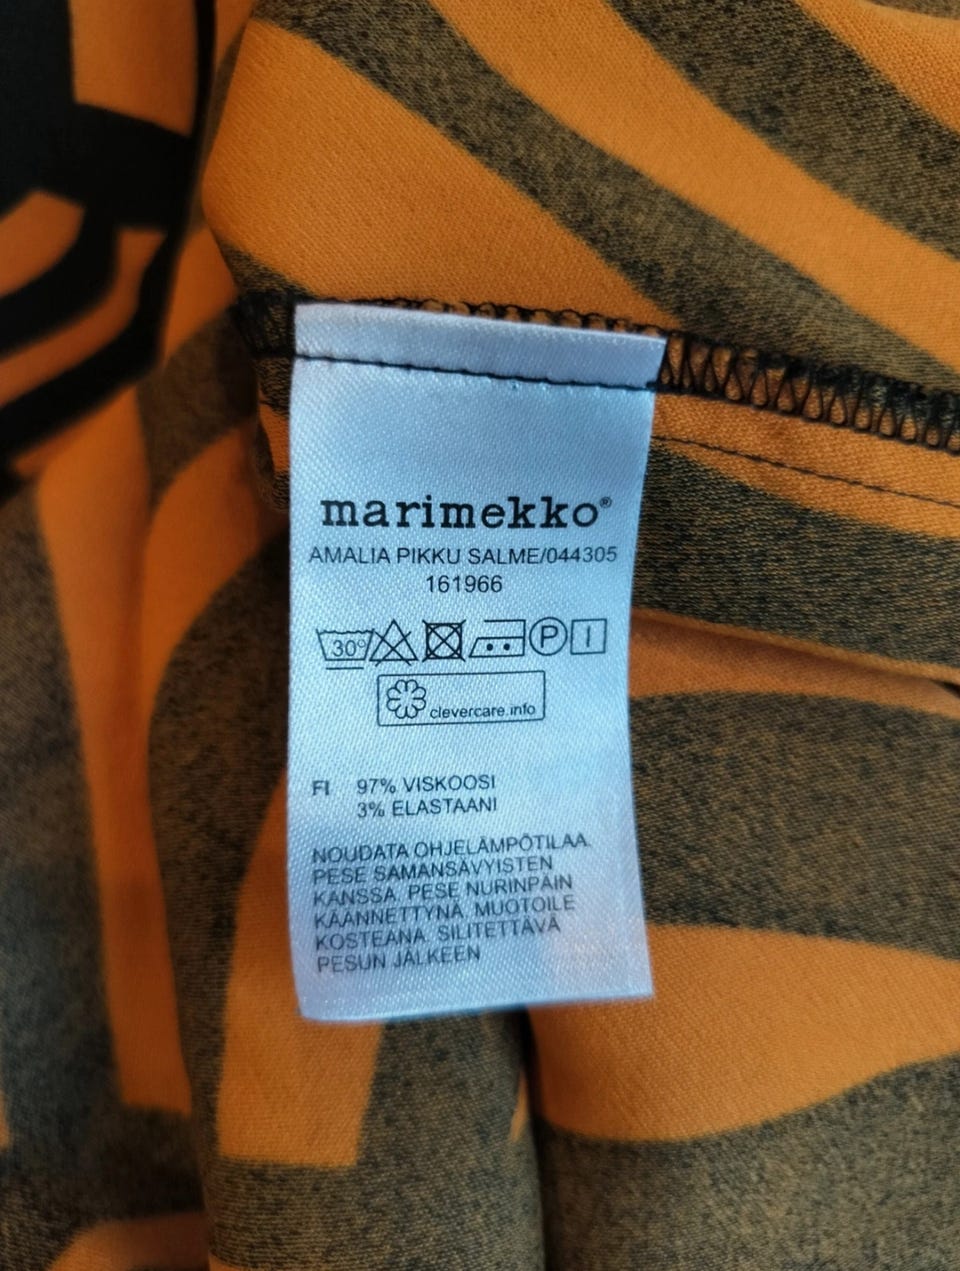 marimekko®
AMALIA PIKKU SALME/044305
161966
30° P I
clevercare.info
FI 97% VISKOOSI
3% ELASTAANI
NOUDATA OHJELÄMPÖTILAA.
PESE SAMANSÄVYISTEN
KANSSA. PESE NURINPÄIN
KÄÄNNETTYNÄ. MUOTOILE
KOSTEANA. SILITETTÄVÄ
PESUN JÄLKEEN